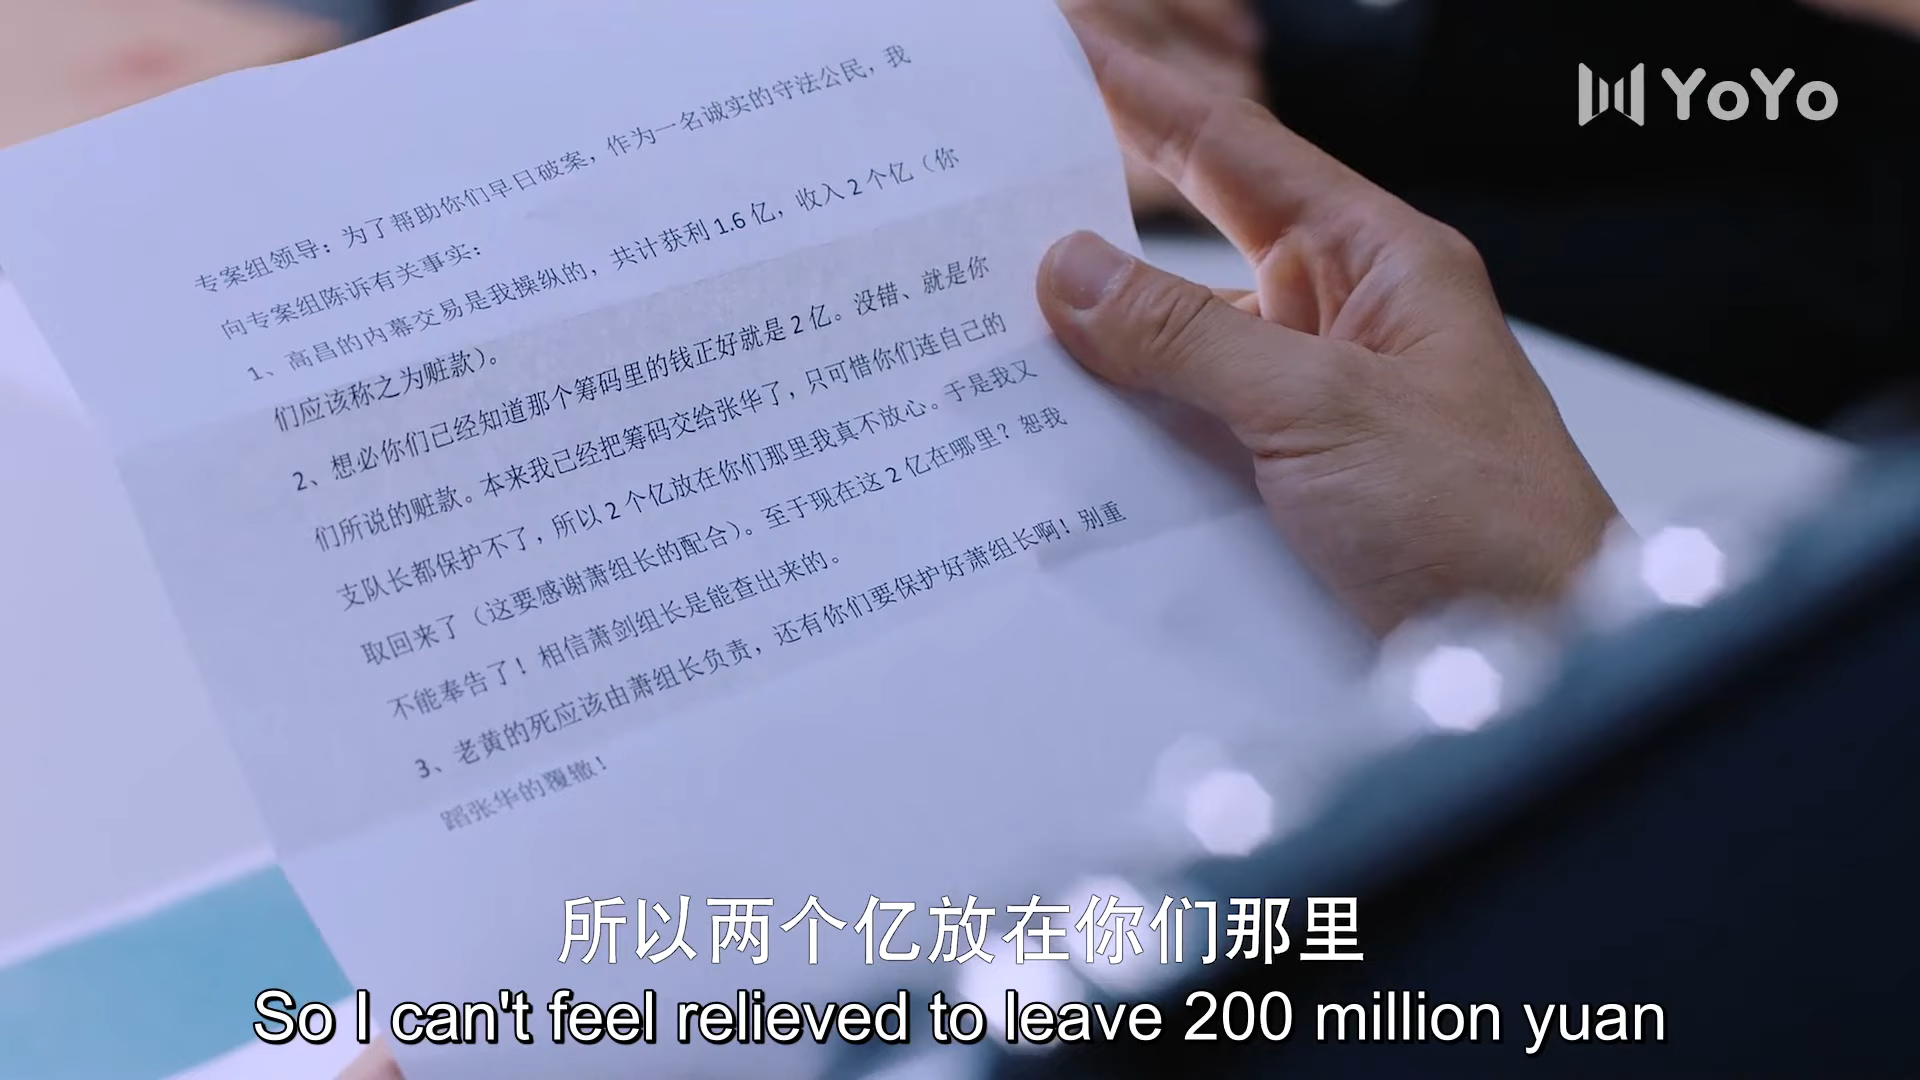 YoYo
专案组领导：为了帮助你们早日破案，作为一名诚实的守法公民，我
向专案组陈诉有关事实：
1、高昌的内幕交易是我操纵的，共计获利1.6亿，收入2个亿（你
们应该称之为赃款）。
2、想必你们已经知道那个筹码里的钱正好就是2亿。没错、就是你
们所说的赃款。本来我已经把筹码交给张华了，只可惜你们连自己的
支队长都保护不了，所以2个亿放在你们那里我真不放心。于是我又
取回来了（这要感谢萧组长的配合）。至于现在这2亿在哪里？恕我
不能奉告了！相信萧剑组长是能查出来的。
3、老黄的死应该由萧组长负责，还有你们要保护好萧组长啊！别重
蹈张华的覆辙！
所以两个亿放在你们那里
So I can't feel relieved to leave 200 million yuan